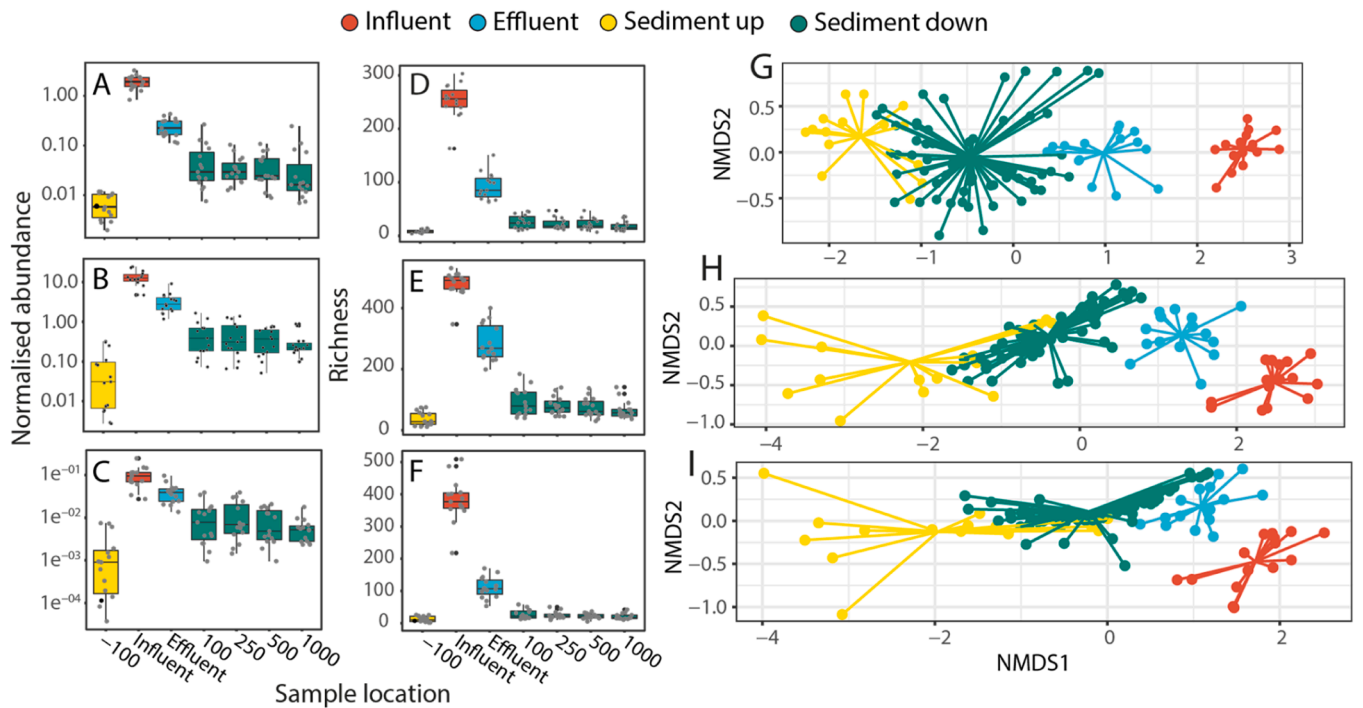 Influent Effluent Sediment up Sediment down
A
1.00
0.10
0.01
B
10.0
1.00
0.10
0.01
C
1e−01
1e−02
1e−03
1e−04
−100 Influent Effluent 100 250 500 1000
Normalised abundance
D
300
200
100
0
E
400
200
0
F
500
400
300
200
100
0
−100 Influent Effluent 100 250 500 1000
Richness
Sample location
G
0.5
0.0
−0.5
−2 −1 0 1 2 3
NMDS2
H
0.5
0.0
−0.5
−1.0
−4 −2 0 2
NMDS2
I
0.5
0.0
−0.5
−1.0
−4 −2 0 2
NMDS2
NMDS1